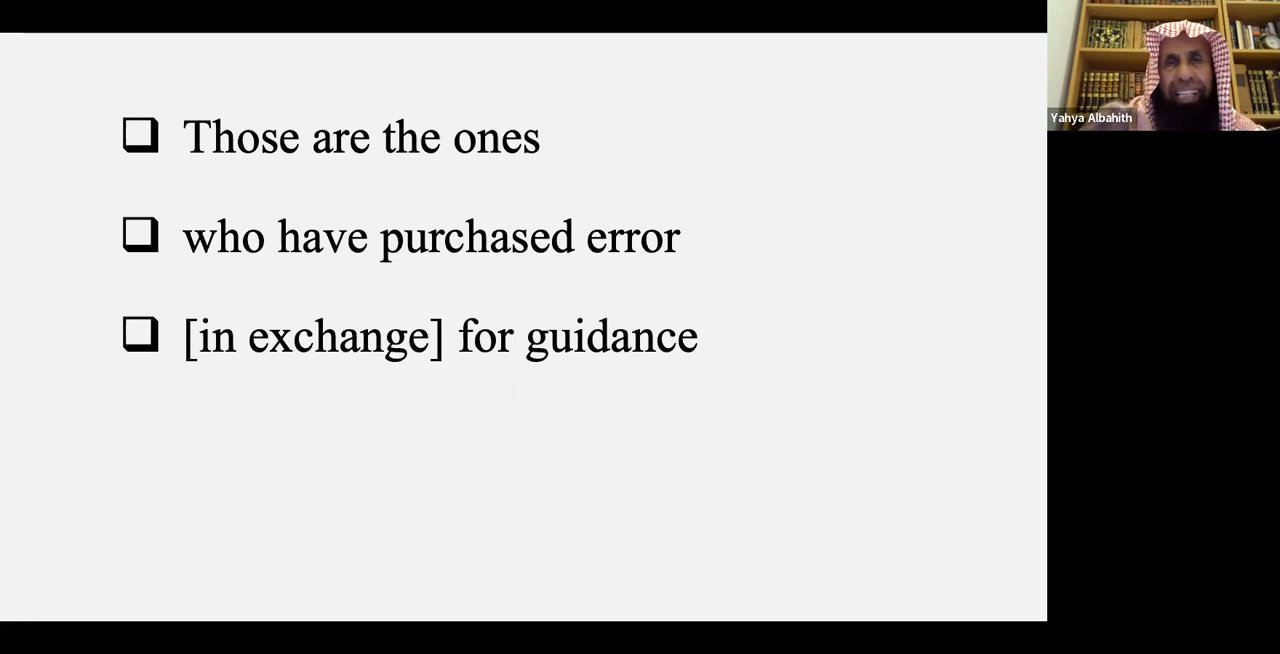 Those are the ones
who have purchased error
[in exchange] for guidance
Yahya Albahith